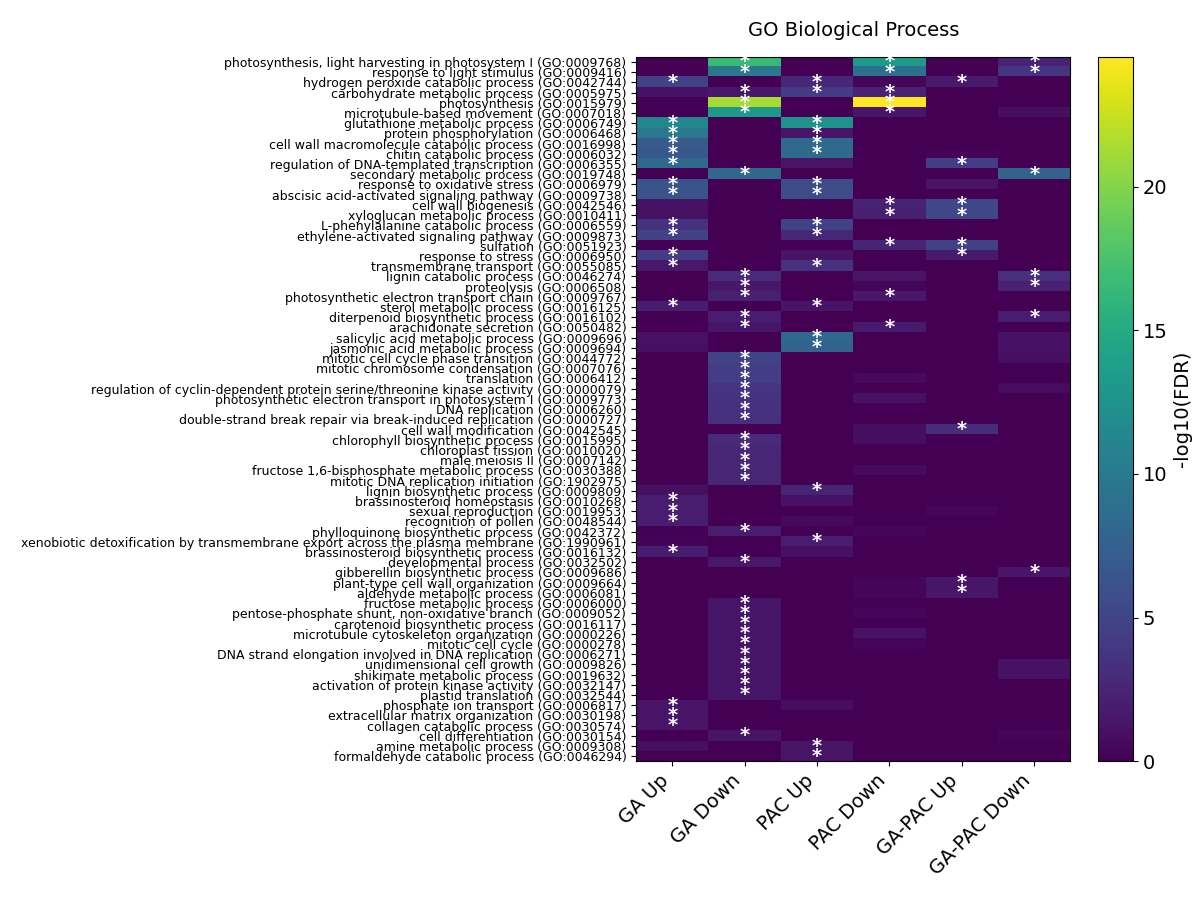 GO Biological Process
photosynthesis, light harvesting in photosystem I (GO:0009768)
response to light stimulus (GO:0009416)
hydrogen peroxide catabolic process (GO:0042744)
carbohydrate metabolic process (GO:0005975)
photosynthesis (GO:0015979)
microtubule-based movement (GO:0007018)
glutathione metabolic process (GO:0006749)
protein phosphorylation (GO:0006468)
cell wall macromolecule catabolic process (GO:0016998)
chitin catabolic process (GO:0006032)
regulation of DNA-templated transcription (GO:0006355)
secondary metabolic process (GO:0019748)
response to oxidative stress (GO:0006979)
abscisic acid-activated signaling pathway (GO:0009738)
cell wall biogenesis (GO:0042546)
xyloglucan metabolic process (GO:0010411)
L-phenylalanine catabolic process (GO:0006559)
ethylene-activated signaling pathway (GO:0009873)
sulfation (GO:0051923)
response to stress (GO:0006950)
transmembrane transport (GO:0055085)
lignin catabolic process (GO:0046274)
proteolysis (GO:0006508)
photosynthetic electron transport chain (GO:0009767)
sterol metabolic process (GO:0016125)
diterpenoid biosynthetic process (GO:0016102)
arachidonate secretion (GO:0050482)
salicylic acid metabolic process (GO:0009696)
jasmonic acid metabolic process (GO:0009694)
mitotic cell cycle phase transition (GO:0044772)
mitotic chromosome condensation (GO:0007076)
translation (GO:0006412)
regulation of cyclin-dependent protein serine/threonine kinase activity (GO:0000079)
photosynthetic electron transport in photosystem I (GO:0009773)
DNA replication (GO:0006260)
double-strand break repair via break-induced replication (GO:0000727)
cell wall modification (GO:0042545)
chlorophyll biosynthetic process (GO:0015995)
chloroplast fission (GO:0010020)
male meiosis II (GO:0007142)
fructose 1,6-bisphosphate metabolic process (GO:0030388)
mitotic DNA replication initiation (GO:1902975)
lignin biosynthetic process (GO:0009809)
brassinosteroid homeostasis (GO:0010268)
sexual reproduction (GO:0019953)
recognition of pollen (GO:0048544)
phylloquinone biosynthetic process (GO:0042372)
xenobiotic detoxification by transmembrane export across the plasma membrane (GO:1990961)
brassinosteroid biosynthetic process (GO:0016132)
developmental process (GO:0032502)
gibberellin biosynthetic process (GO:0009686)
plant-type cell wall organization (GO:0009664)
aldehyde metabolic process (GO:0006081)
fructose metabolic process (GO:0006000)
pentose-phosphate shunt, non-oxidative branch (GO:0009052)
carotenoid biosynthetic process (GO:0016117)
microtubule cytoskeleton organization (GO:0000226)
mitotic cell cycle (GO:0000278)
DNA strand elongation involved in DNA replication (GO:0006271)
unidimensional cell growth (GO:0009826)
shikimate metabolic process (GO:0019632)
activation of protein kinase activity (GO:0032147)
plastid translation (GO:0032544)
phosphate ion transport (GO:0006817)
extracellular matrix organization (GO:0030198)
collagen catabolic process (GO:0030574)
cell differentiation (GO:0030154)
amine metabolic process (GO:0009308)
formaldehyde catabolic process (GO:0046294)
GA Up
GA Down
PAC Up
PAC Down
GA-PAC Up
GA-PAC Down
20
15
10
5
0
-log10(FDR)